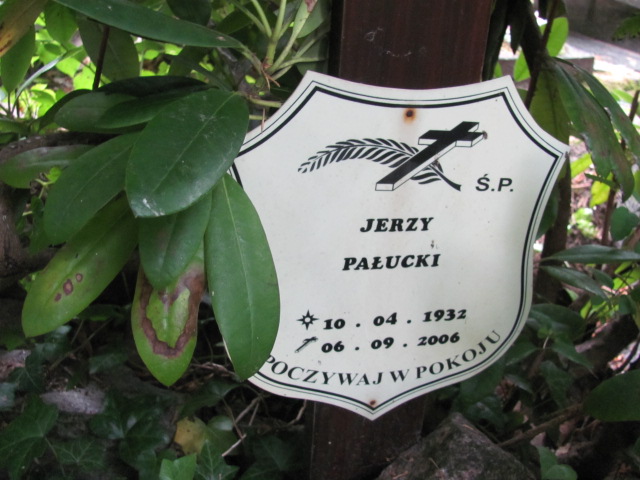 Ś.P.
JERZY
PAŁUCKI
10 . 04 . 1932
06 . 09 . 2006
POCZYWAJ W POKOJU